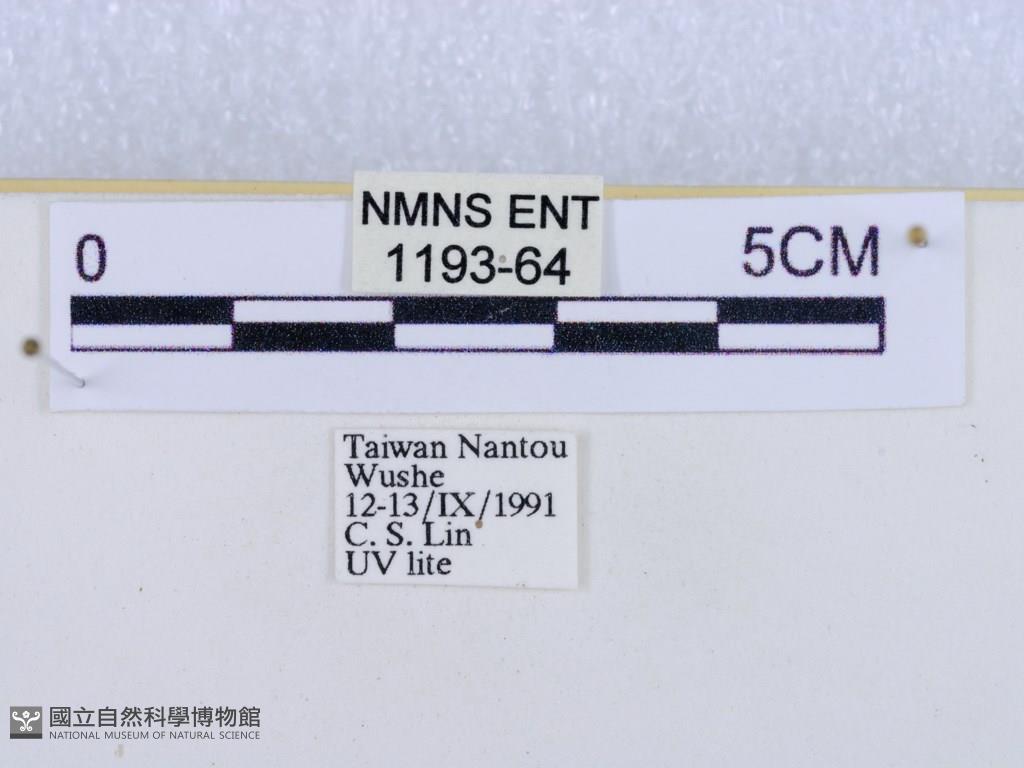 NMNS ENT
1193-64
0
5CM
Taiwan Nantou
Wushe
12-13/IX/1991
C. S. Lin
UV lite
國立自然科學博物館
NATIONAL MUSEUM OF NATURAL SCIENCE